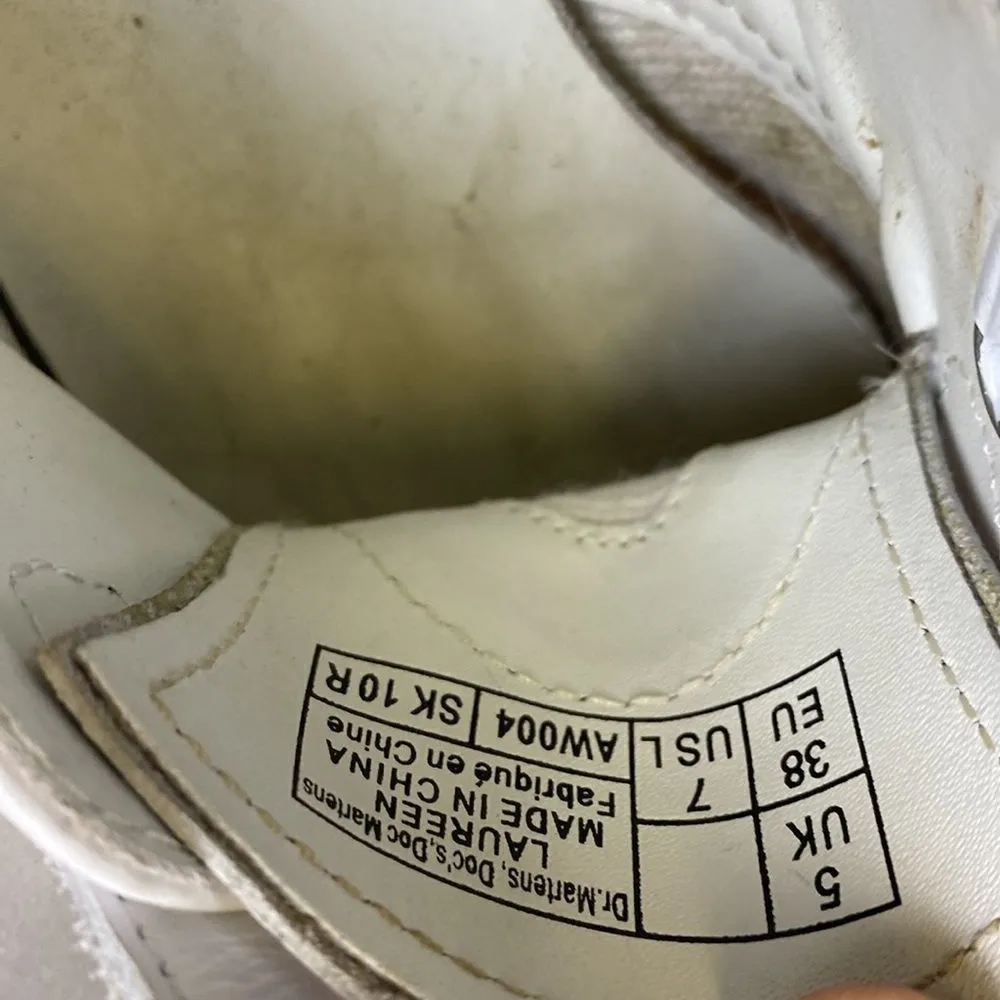 5
UK
38
EU
7
US L
Dr.Martens, Doc's, Doc Martens
LAUREEN
MADE IN CHINA
Fabriqué en Chine
AW004
SK 10 R